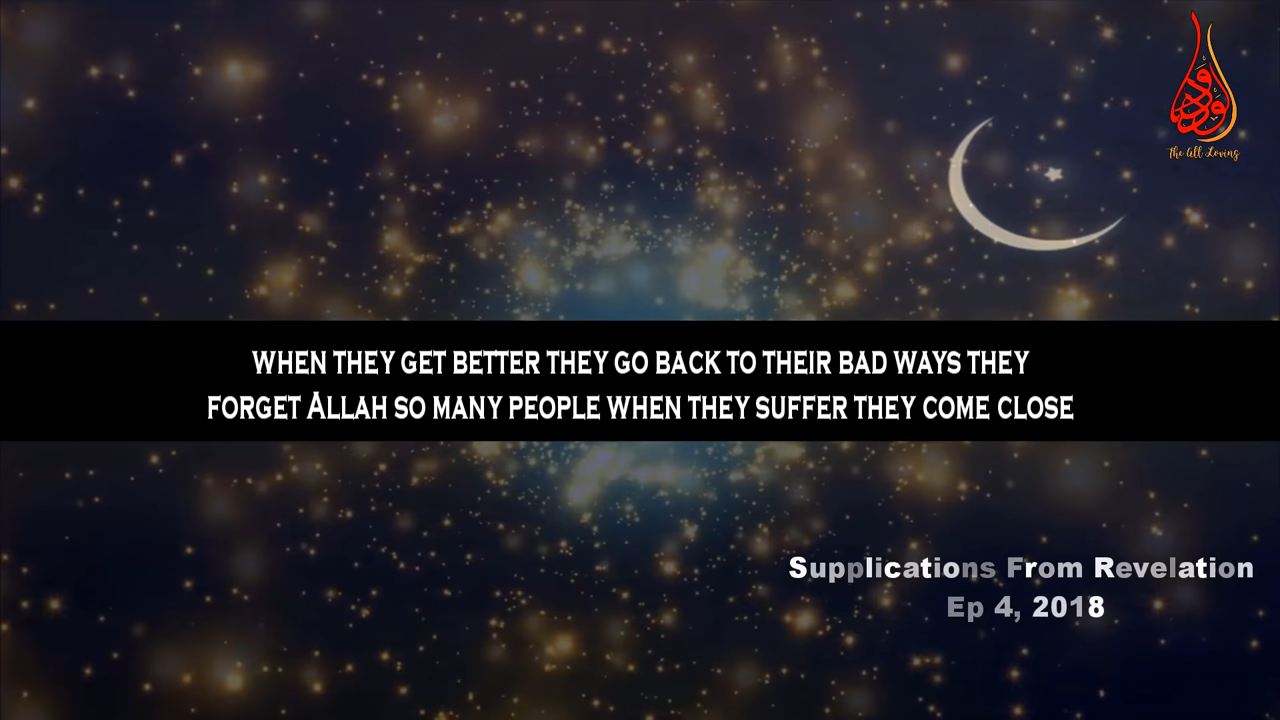 الودود
The All Loving
WHEN THEY GET BETTER THEY GO BACK TO THEIR BAD WAYS THEY
FORGET ALLAH SO MANY PEOPLE WHEN THEY SUFFER THEY COME CLOSE
Supplications From Revelation
Ep 4, 2018